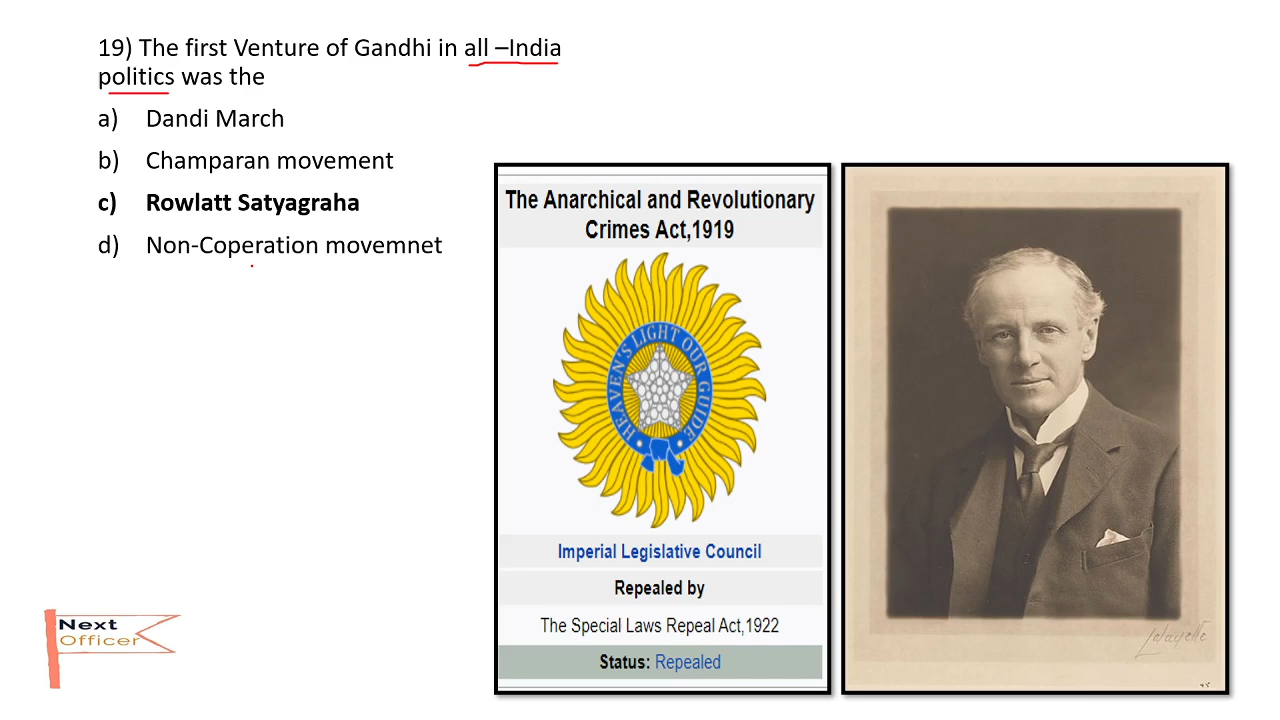 19) The first Venture of Gandhi in all –India
politics was the
a) Dandi March
b) Champaran movement
c) Rowlatt Satyagraha
d) Non-Coperation movemnet
The Anarchical and Revolutionary
Crimes Act,1919
HEAVEN'S LIGHT OUR GUIDE
Imperial Legislative Council
Repealed by
The Special Laws Repeal Act,1922
Status: Repealed
Lafayette
Next
Officer